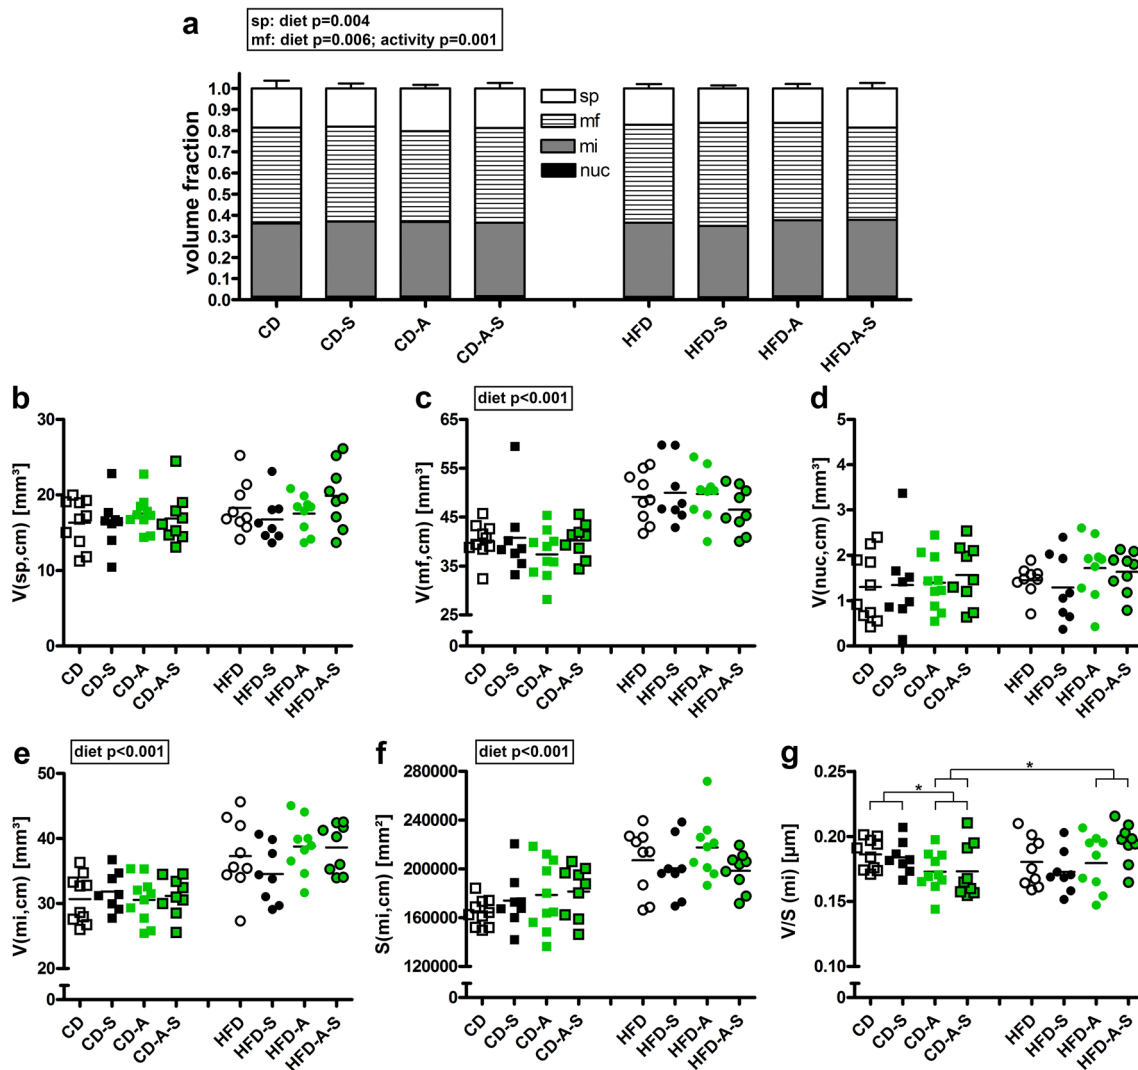 a
sp: diet p=0.004
mf: diet p=0.006; activity p=0.001
volume fraction
1.0
0.9
0.8
0.7
0.6
0.5
0.4
0.3
0.2
0.1
0.0
sp
mf
mi
nuc
CD
CD-S
CD-A
CD-A-S
HFD
HFD-S
HFD-A
HFD-A-S
b
V(sp,cm) [mm³]
30
20
10
0
CD
CD-S
CD-A
CD-A-S
HFD
HFD-S
HFD-A
HFD-A-S
c
diet p<0.001
V(mf,cm) [mm³]
65
55
45
35
25
0
CD
CD-S
CD-A
CD-A-S
HFD
HFD-S
HFD-A
HFD-A-S
d
V(nuc,cm) [mm³]
5
4
3
2
1
0
CD
CD-S
CD-A
CD-A-S
HFD
HFD-S
HFD-A
HFD-A-S
e
diet p<0.001
V(mi,cm) [mm³]
50
40
30
20
0
CD
CD-S
CD-A
CD-A-S
HFD
HFD-S
HFD-A
HFD-A-S
f
diet p<0.001
S(mi,cm) [mm²]
280000
240000
200000
160000
120000
0
CD
CD-S
CD-A
CD-A-S
HFD
HFD-S
HFD-A
HFD-A-S
g
V/S (mi) [µm]
0.25
0.20
0.15
0.10
0
*
*
CD
CD-S
CD-A
CD-A-S
HFD
HFD-S
HFD-A
HFD-A-S